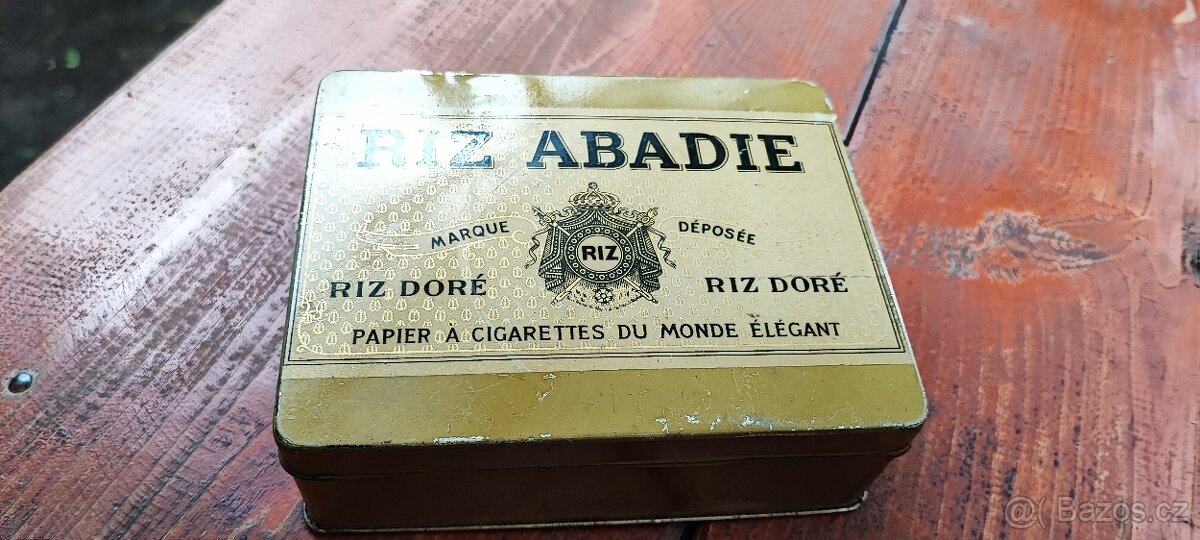 RIZ ABADIE
MARQUE DÉPOSÉE
RIZ
RIZ DORÉ RIZ DORÉ
PAPIER À CIGARETTES DU MONDE ÉLÉGANT
@( Bazos.cz